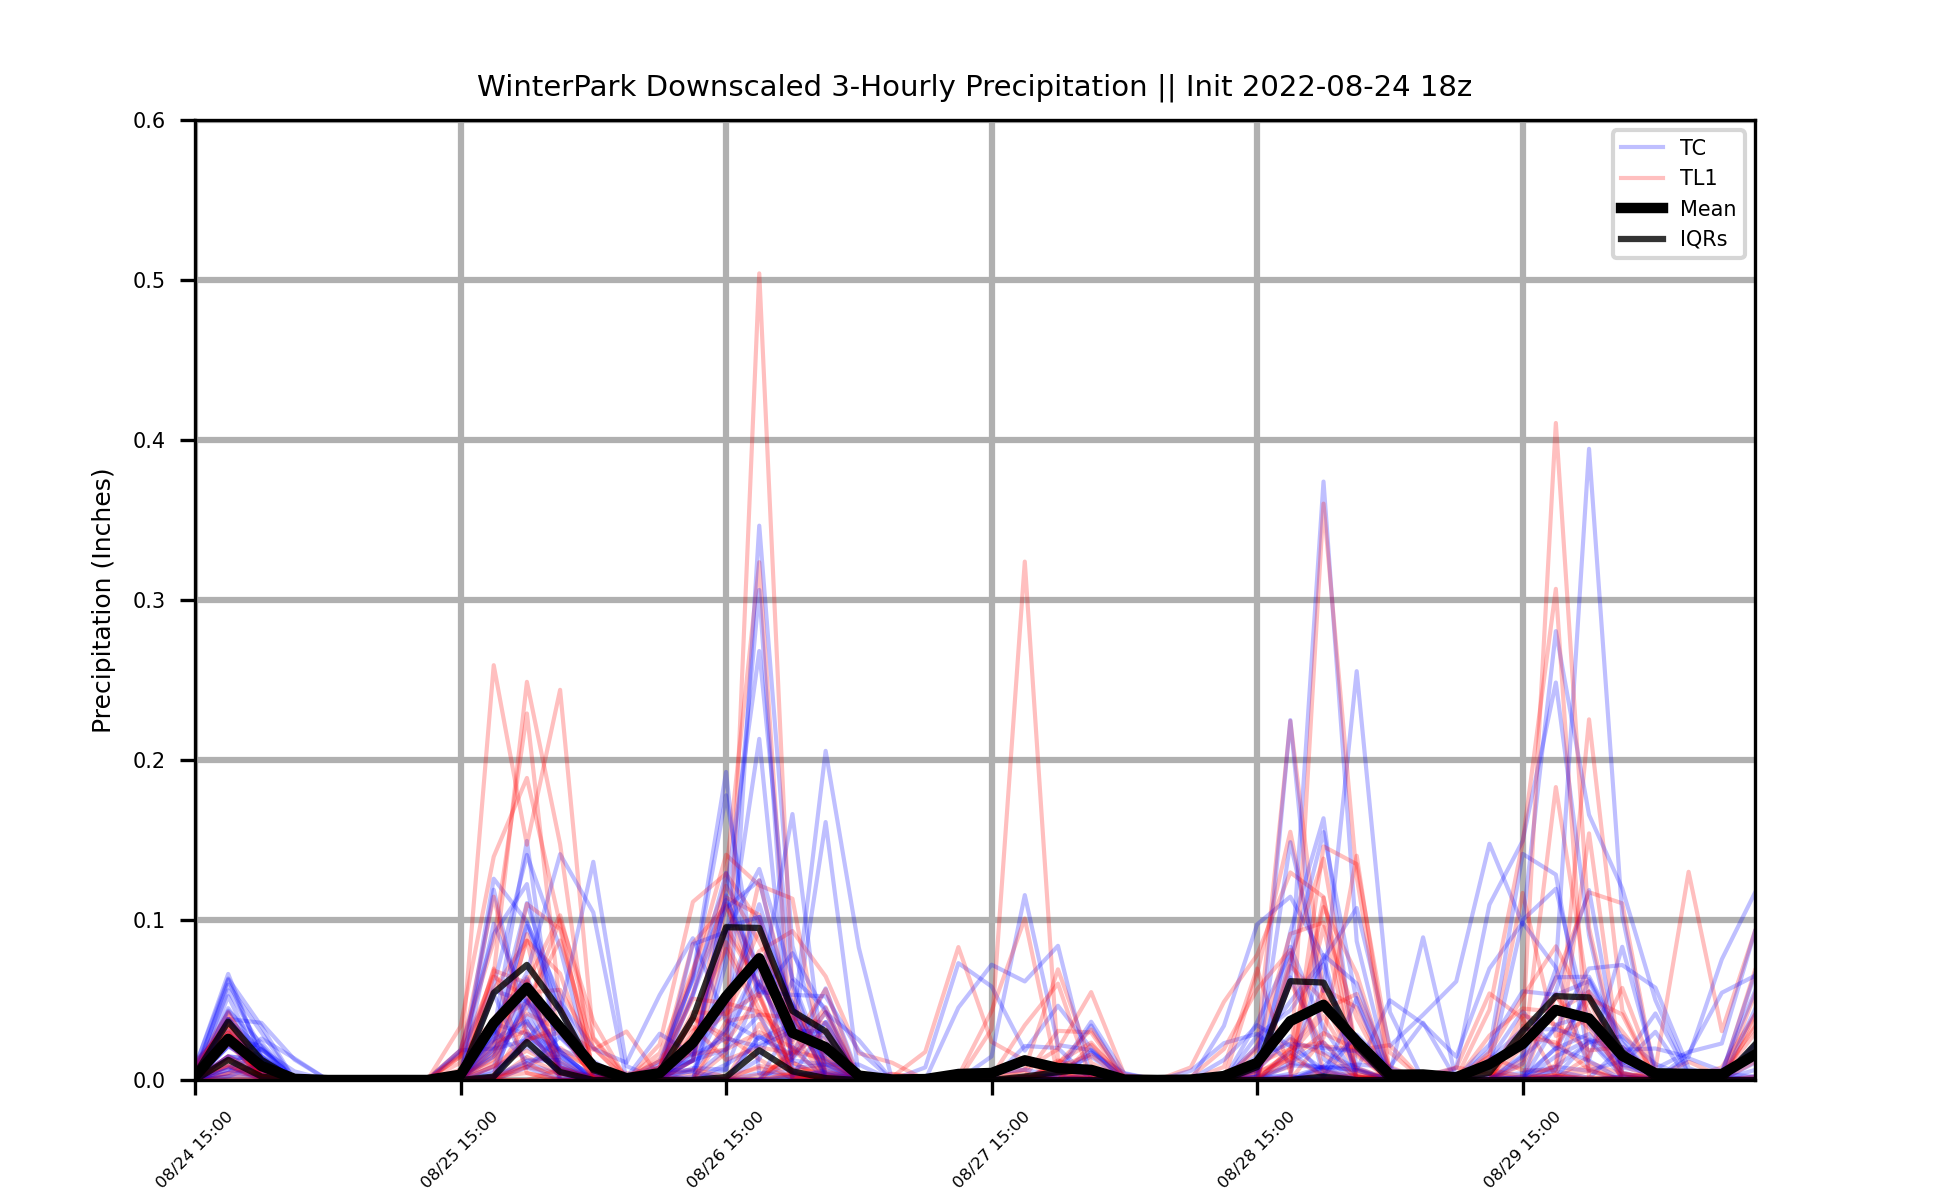 WinterPark Downscaled 3-Hourly Precipitation || Init 2022-08-24 18z
TC
TL1
Mean
IQRs
Precipitation (Inches)
0.6
0.5
0.4
0.3
0.2
0.1
0.0
08/24 15:00
08/25 15:00
08/26 15:00
08/27 15:00
08/28 15:00
08/29 15:00